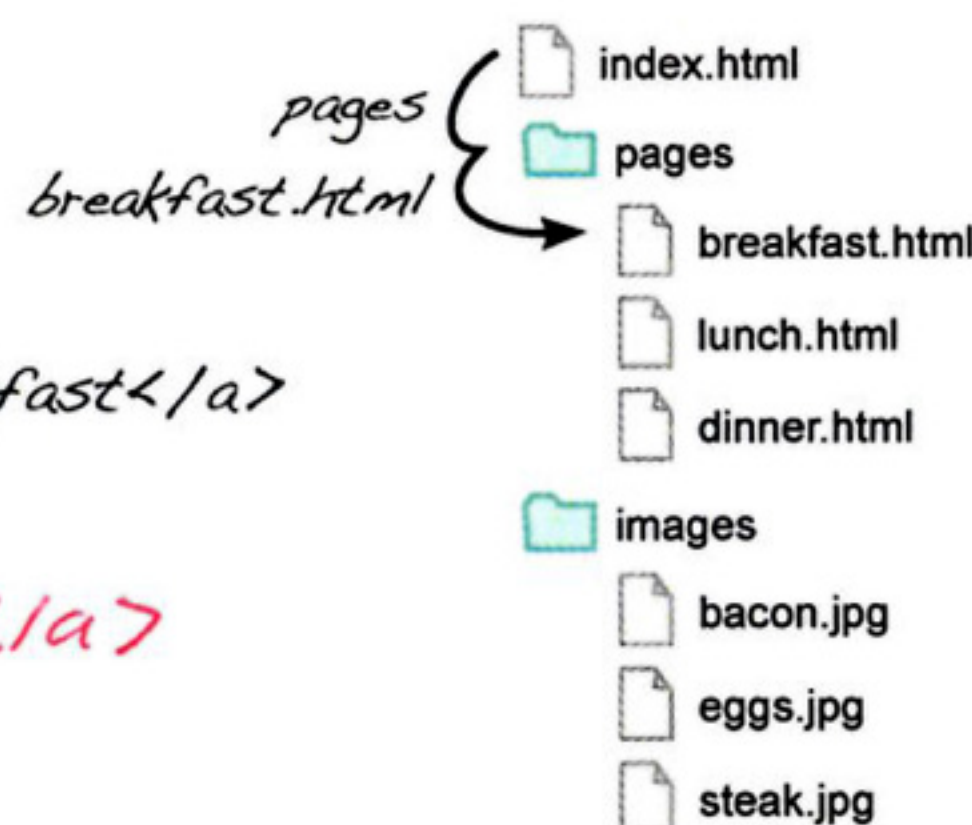 index.html
pages
pages
breakfast.html
breakfast.html
lunch.html
fast</a>
dinner.html
images
</a>
bacon.jpg
eggs.jpg
steak.jpg